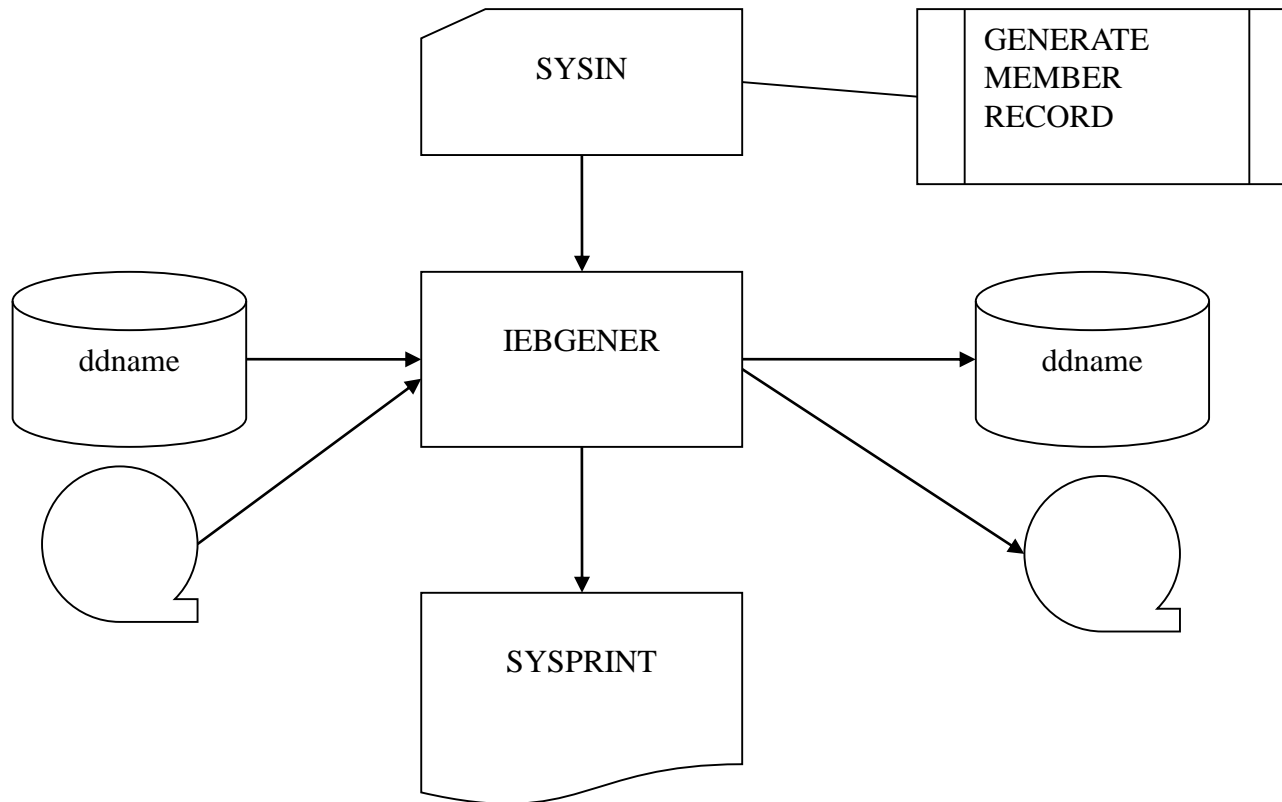 SYSIN
GENERATE
MEMBER
RECORD
ddname
IEBGENER
ddname
SYSPRINT